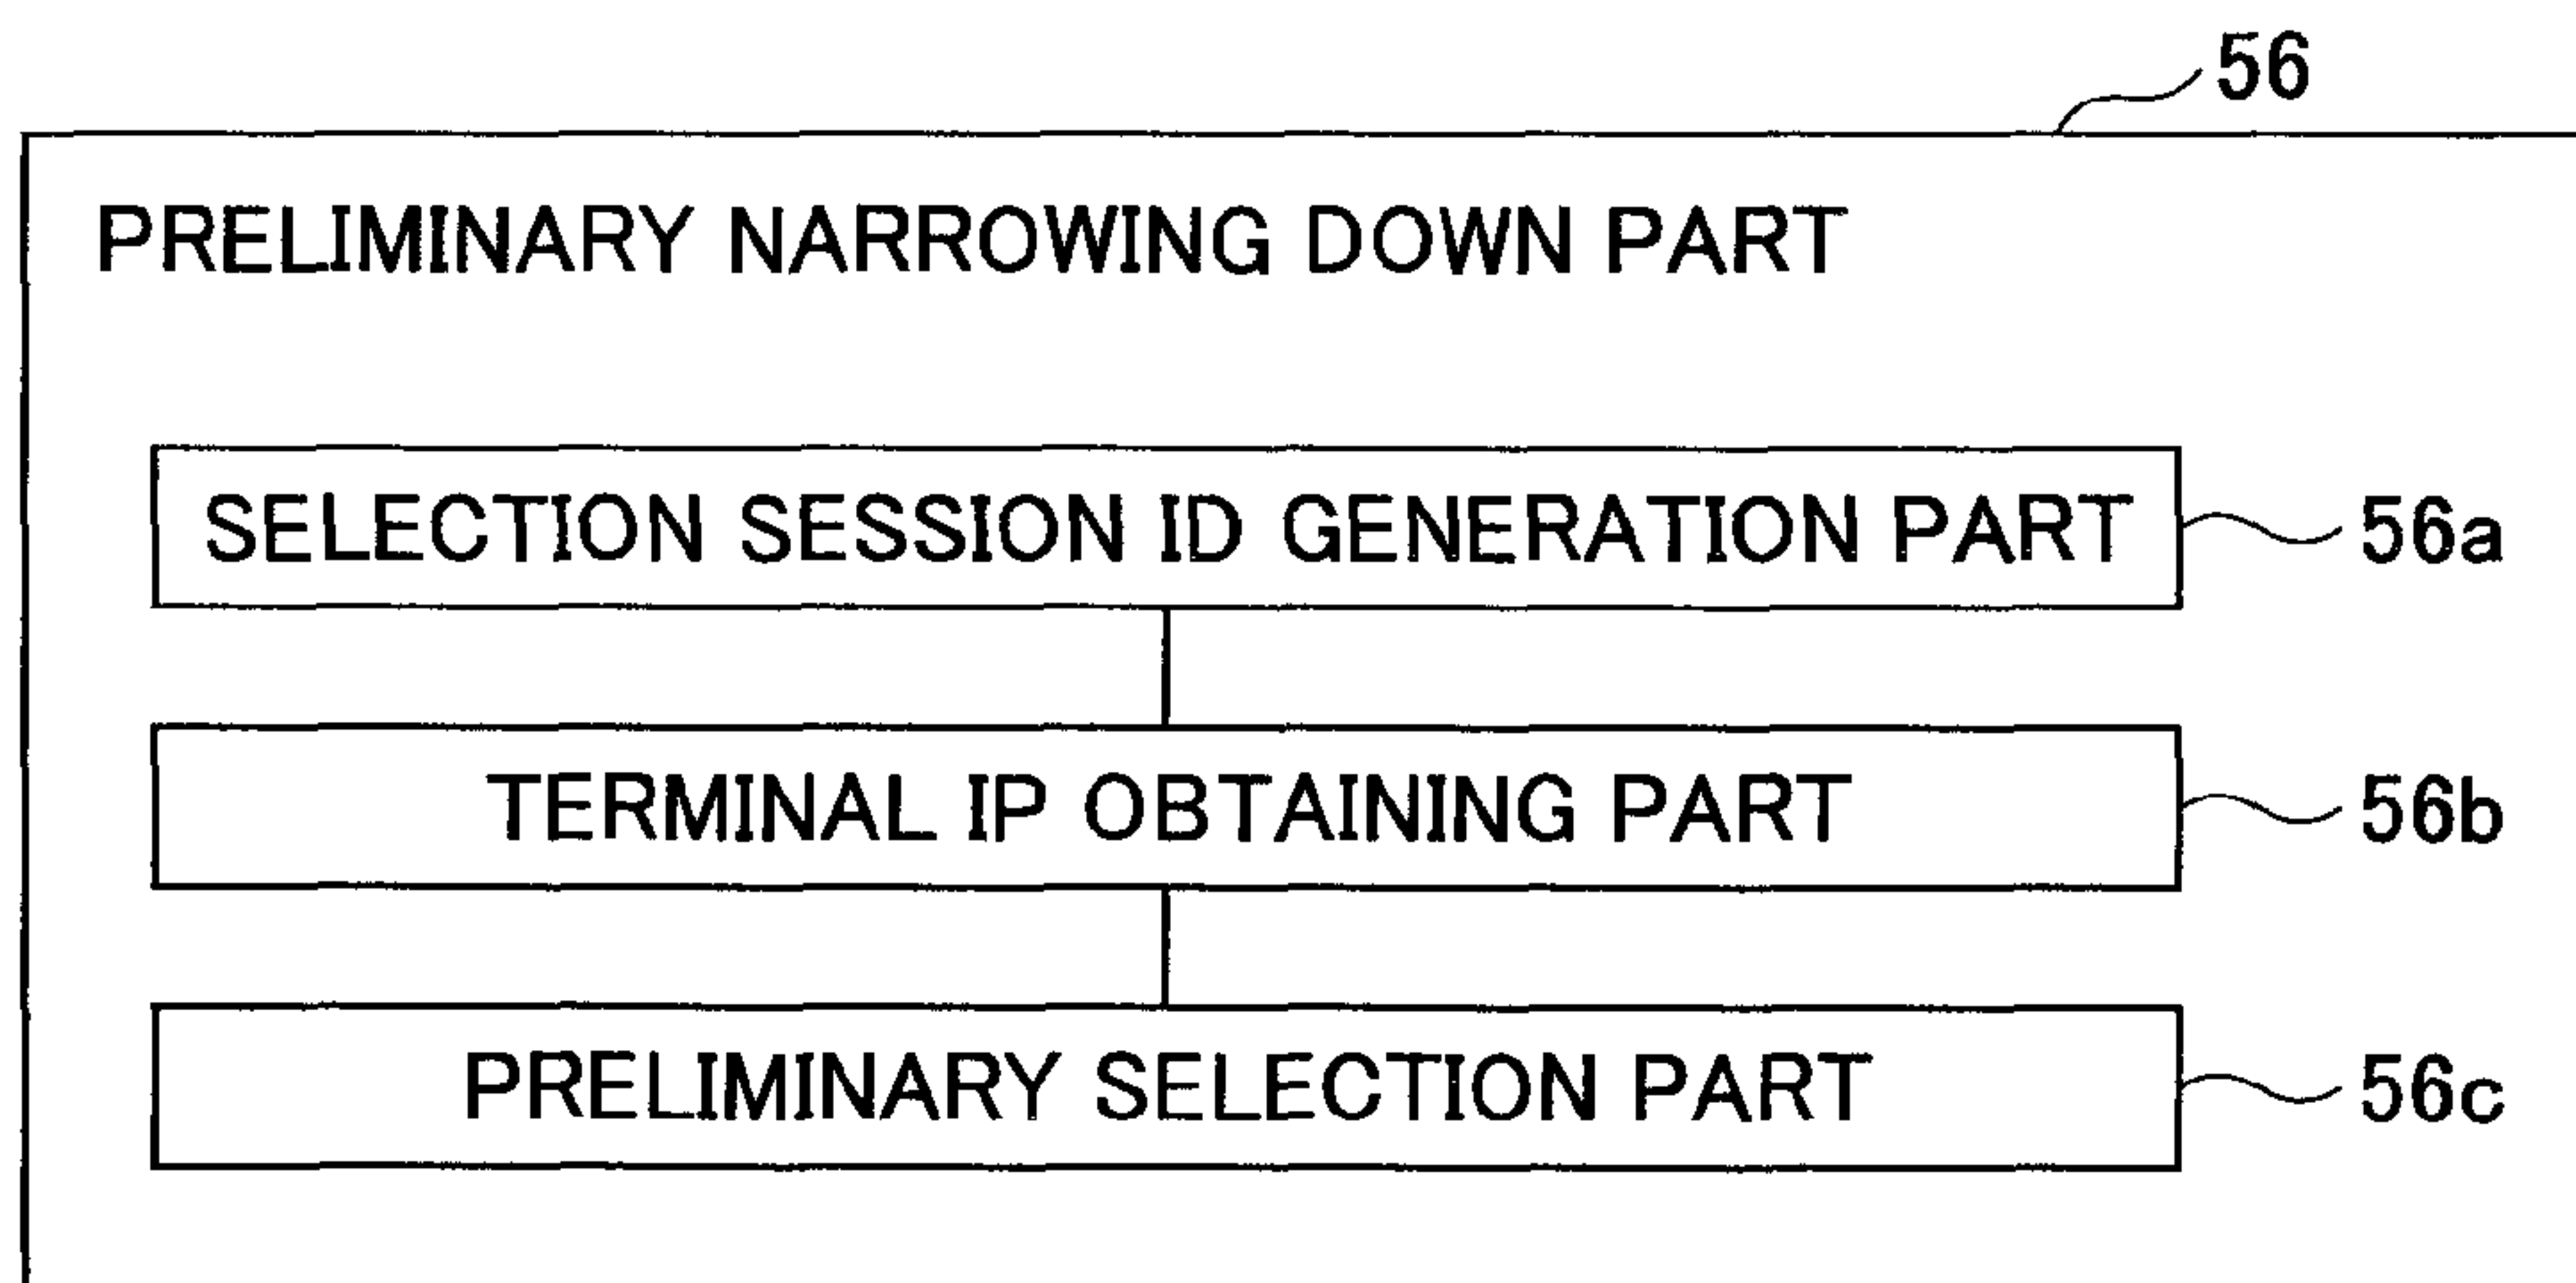 56
PRELIMINARY NARROWING DOWN PART
SELECTION SESSION ID GENERATION PART 56a
TERMINAL IP OBTAINING PART 56b
PRELIMINARY SELECTION PART 56c